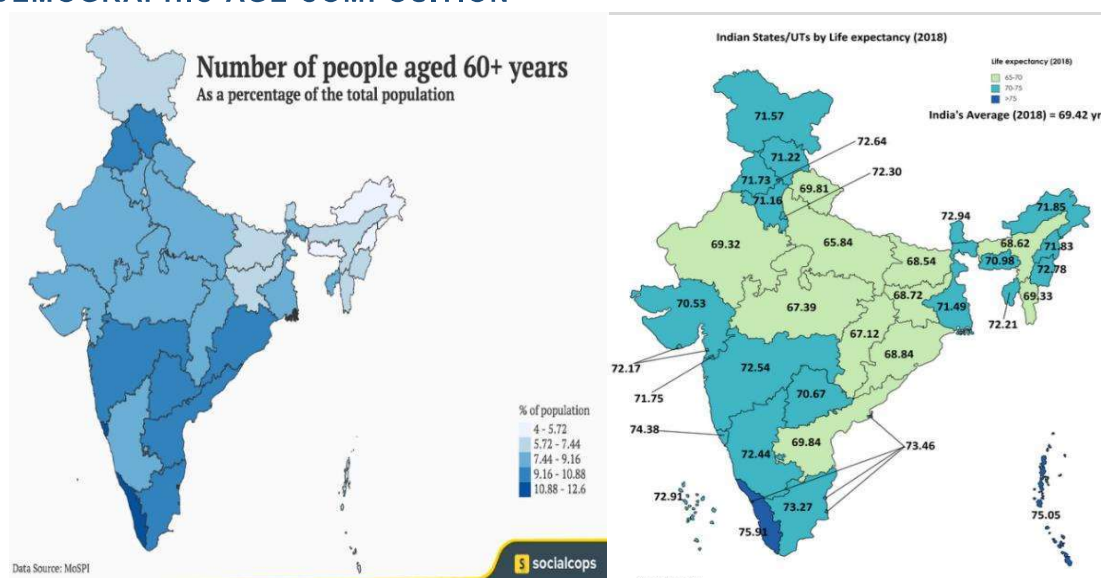 DEMOGRAPHIC AGE COMPOSITION
Number of people aged 60+ years
As a percentage of the total population
% of population
4 - 5.72
5.72 - 7.44
7.44 - 9.16
9.16 - 10.88
10.88 - 12.6
Data Source: MoSPI
S socialcops
Indian States/UTs by Life expectancy (2018)
Life expectancy (2018)
65-70
70-75
>75
India's Average (2018) = 69.42 yr
71.57
72.64
71.22
72.30
71.73
69.81
71.16
71.85
72.94
69.32
65.84
68.62
71.83
68.54
70.98
72.78
70.53
68.72
69.33
67.39
71.49
72.21
67.12
68.84
72.17
72.54
71.75
70.67
74.38
69.84
73.46
72.44
72.91
73.27
75.05
75.91